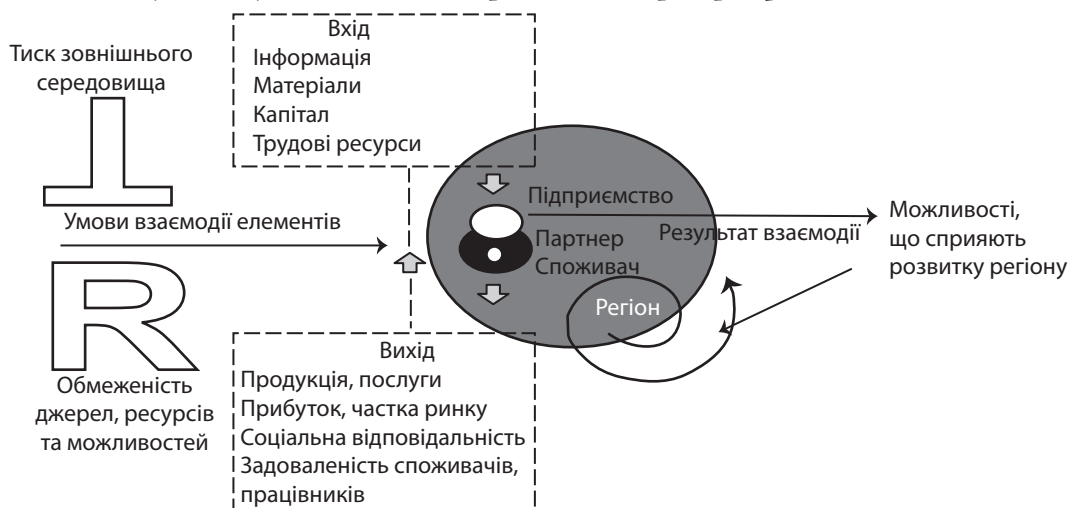 Тиск зовнішнього
середовища
Умови взаємодії елементів
R
Обмеженість
джерел, ресурсів
та можливостей
Вхід
Інформація
Матеріали
Капітал
Трудові ресурси
Підприємство
Партнер
Споживач
Результат взаємодії
Регіон
Можливості,
що сприяють
розвитку регіону
Вихід
Продукція, послуги
Прибуток, частка ринку
Соціальна відповідальність
Задоваленість споживачів,
працівників